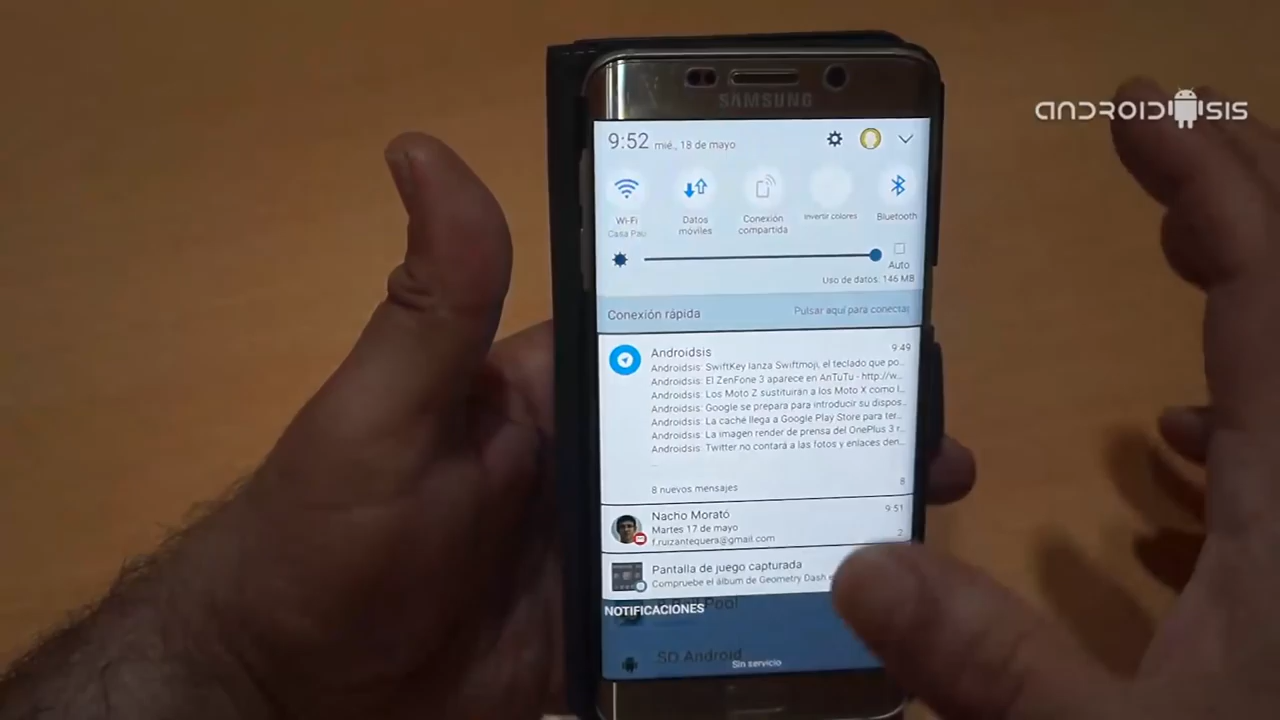 ANDROIDSIS
SAMSUNG
9:52 mié., 18 de mayo
Wi-Fi
Casa Pau
Datos
móviles
Conexión
compartida
Invertir colores
Bluetooth
Auto
Uso de datos: 146 MB
Conexión rápida Pulsar aquí para conectar
Androidsis 9:49
Androidsis: SwiftKey lanza Swiftmoji, el teclado que po...
Androidsis: El ZenFone 3 aparece en AnTuTu - http://w...
Androidsis: Los Moto Z sustituirán a los Moto X como l...
Androidsis: Google se prepara para introducir su dispos...
Androidsis: La caché llega a Google Play Store para ter...
Androidsis: La imagen render de prensa del OnePlus 3 r...
Androidsis: Twitter no contará a las fotos y enlaces den...
...
8 nuevos mensajes 8
Nacho Morató 9:51
Martes 17 de mayo
f.ruizantequera@gmail.com 2
Pantalla de juego capturada
Compruebe el álbum de Geometry Dash
NOTIFICACIONES
Pool
SD Android
Sin servicio